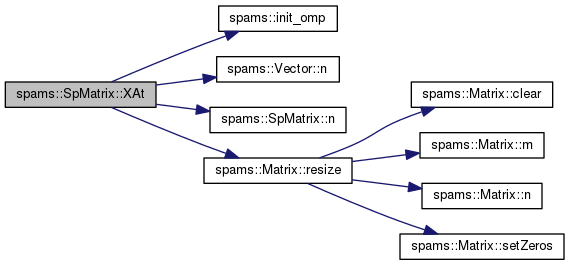 spams::init_omp
spams::Vector::n
spams::SpMatrix::XAt
spams::SpMatrix::n
spams::Matrix::resize
spams::Matrix::clear
spams::Matrix::m
spams::Matrix::n
spams::Matrix::setZeros